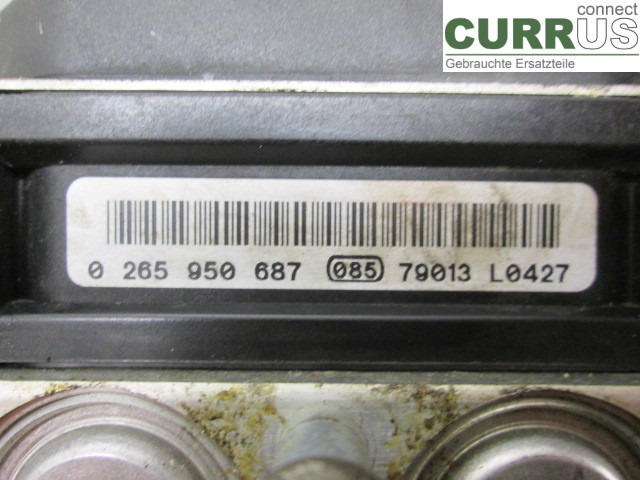 connect
CURRUS
Gebrauchte Ersatzteile
0 265 950 687 085 79013 L0427